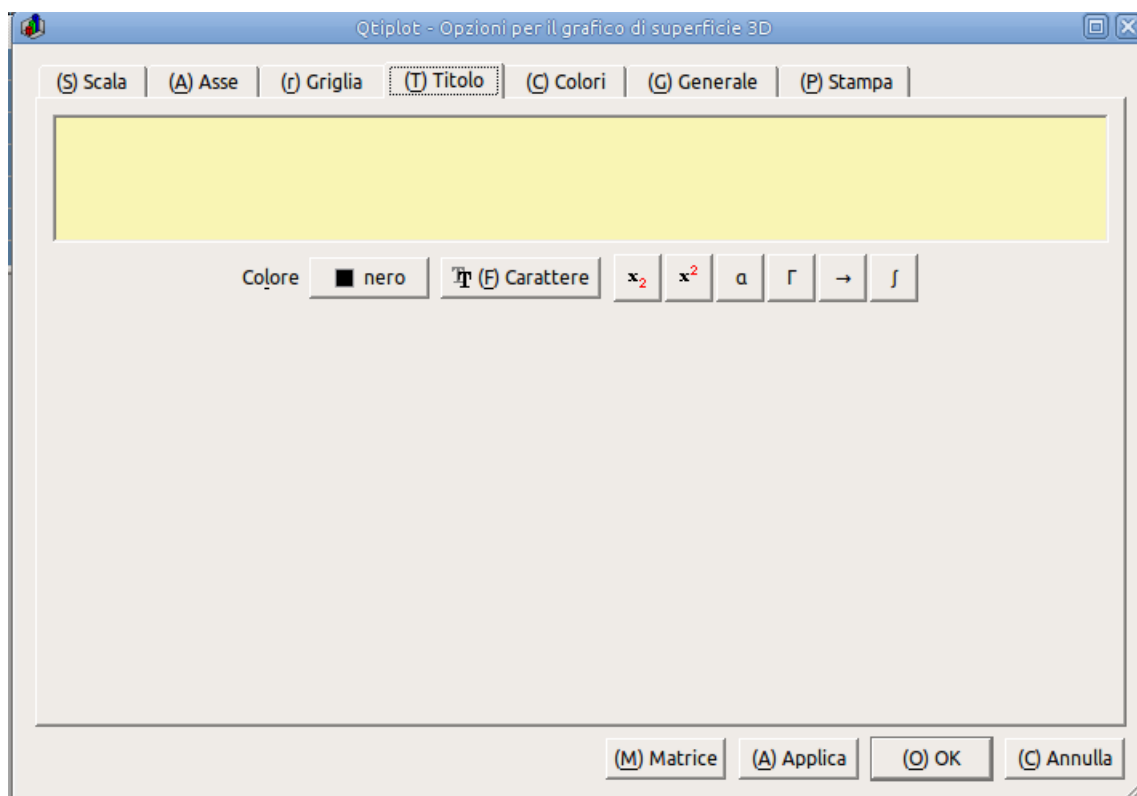 Qtiplot - Opzioni per il grafico di superficie 3D
(S) Scala (A) Asse (r) Griglia (T) Titolo (C) Colori (G) Generale (P) Stampa
Colore nero (F) Carattere x₂ x² α Γ → ∫
(M) Matrice (A) Applica (O) OK (C) Annulla